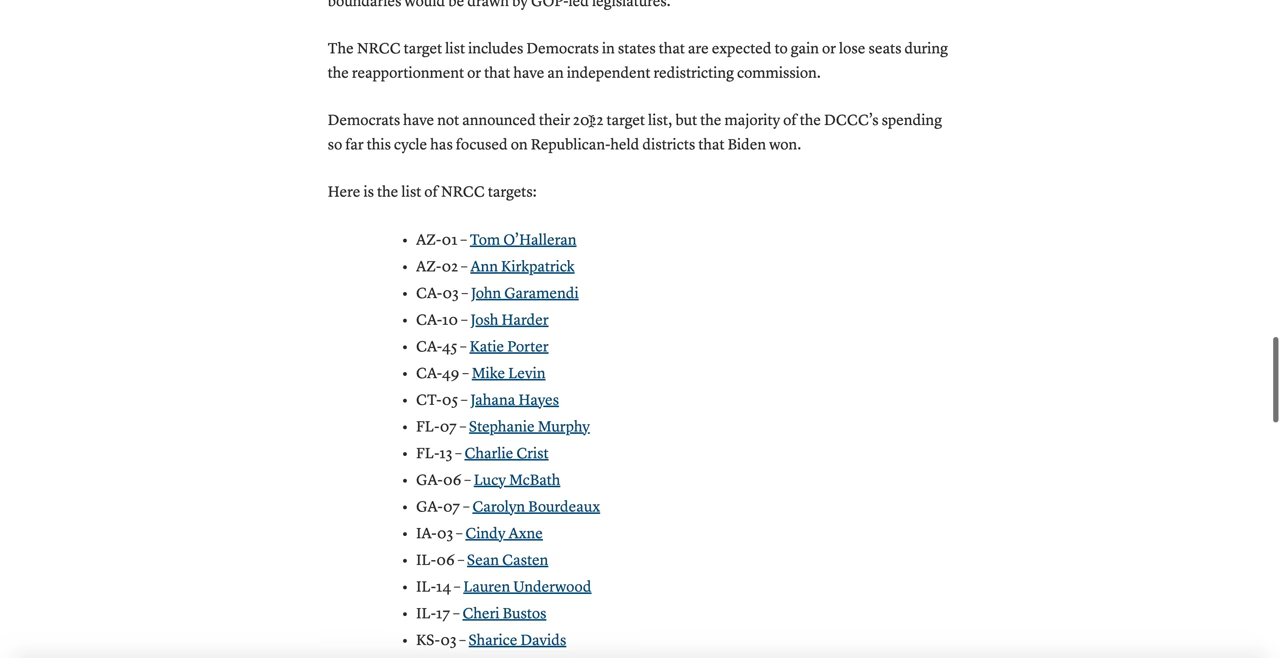 boundaries would be drawn by GOP-led legislatures.
The NRCC target list includes Democrats in states that are expected to gain or lose seats during
the reapportionment or that have an independent redistricting commission.
Democrats have not announced their 2022 target list, but the majority of the DCCC’s spending
so far this cycle has focused on Republican-held districts that Biden won.
Here is the list of NRCC targets:
• AZ-01 – Tom O’Halleran
• AZ-02 – Ann Kirkpatrick
• CA-03 – John Garamendi
• CA-10 – Josh Harder
• CA-45 – Katie Porter
• CA-49 – Mike Levin
• CT-05 – Jahana Hayes
• FL-07 – Stephanie Murphy
• FL-13 – Charlie Crist
• GA-06 – Lucy McBath
• GA-07 – Carolyn Bourdeaux
• IA-03 – Cindy Axne
• IL-06 – Sean Casten
• IL-14 – Lauren Underwood
• IL-17 – Cheri Bustos
• KS-03 – Sharice Davids